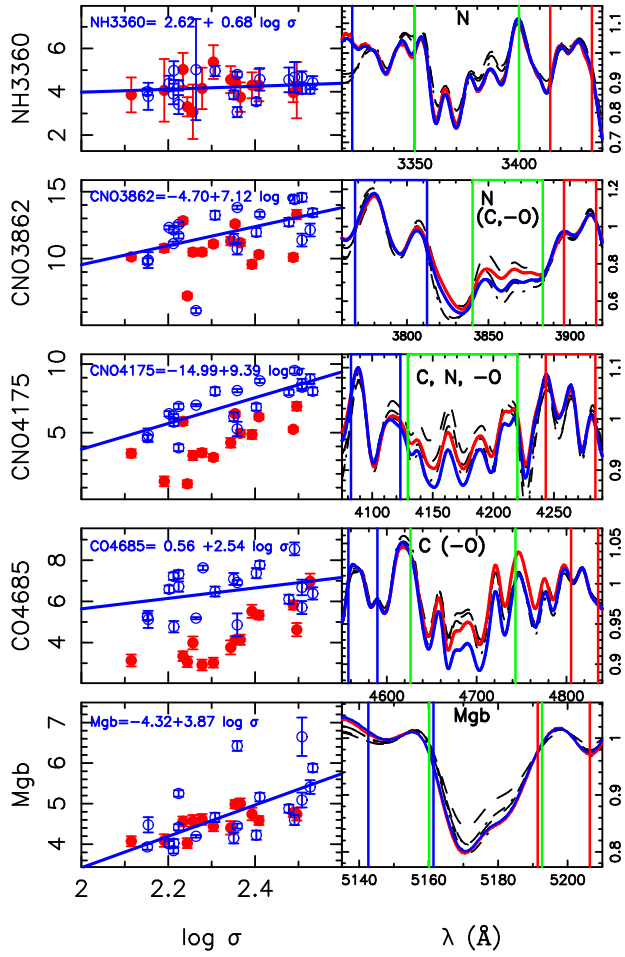 NH3360
NH3360= 2.62 + 0.68 log σ
6
4
2
N
1.1
1
0.9
0.8
0.7
3350
3400
CNO3862
CNO3862=-4.70+7.12 log σ
15
10
N
(C,-O)
1.2
1
0.8
0.6
3800
3850
3900
CNO4175
CNO4175=-14.99+9.39 log σ
10
5
C, N, -O
1.1
1
0.9
4100
4150
4200
4250
CO4685
CO4685= 0.56 +2.54 log σ
8
6
4
2
C (-O)
1.05
1
0.95
0.9
4600
4700
4800
Mgb
Mgb=-4.32+3.87 log σ
7
6
5
4
Mgb
1
0.9
0.8
2
2.2
2.4
5140
5160
5180
5200
log σ
λ (Å)